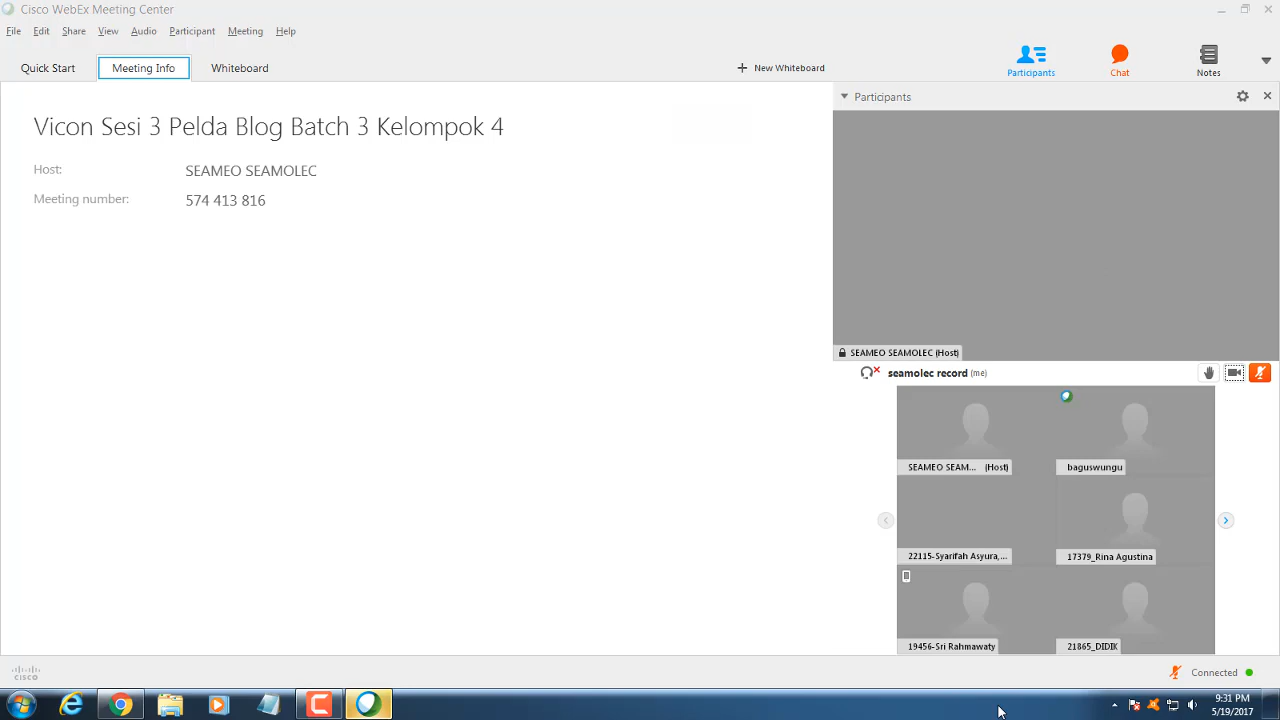 Cisco WebEx Meeting Center
File Edit Share View Audio Participant Meeting Help
Quick Start Meeting Info Whiteboard New Whiteboard
Participants Chat Notes
Participants
Vicon Sesi 3 Pelda Blog Batch 3 Kelompok 4
Host: SEAMEO SEAMOLEC
Meeting number: 574 413 816
SEAMEO SEAMOLEC (Host)
seamolec record (me)
SEAMEO SEAM... (Host) baguswungu
22115-Syarifah Asyura,... 17379_Rina Agustina
19456-Sri Rahmawaty 21865_DIDIK
CISCO Connected
9:31 PM
5/19/2017